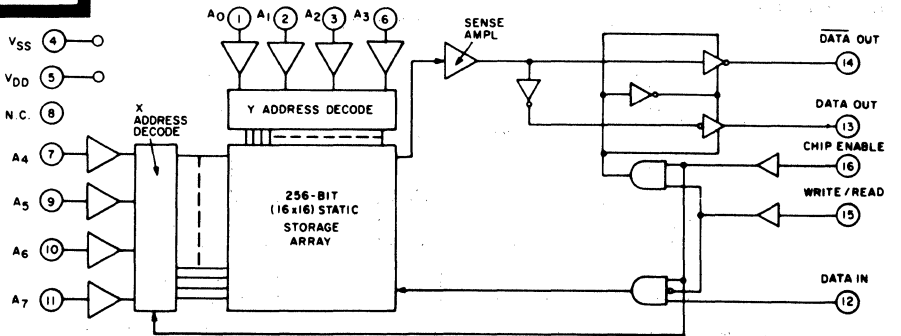 A0 1 A1 2 A2 3 A3 6
VSS 4
VDD 5
N.C. 8
X
ADDRESS
DECODE
A4 7
A5 9
A6 10
A7 11
Y ADDRESS DECODE
256-BIT
(16x16) STATIC
STORAGE
ARRAY
SENSE
AMPL
DATA OUT
14
DATA OUT
13
CHIP ENABLE
16
WRITE/READ
15
DATA IN
12